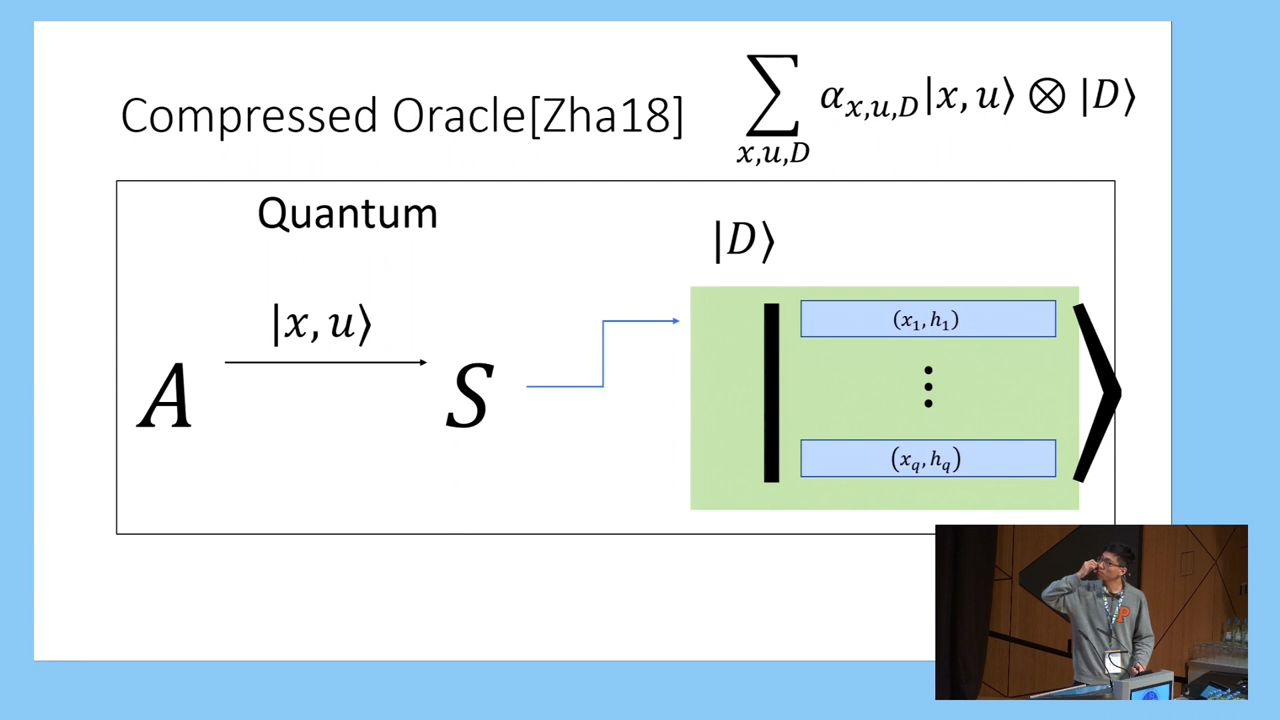 Compressed Oracle[Zha18]
∑ α_{x,u,D}|x,u⟩ ⊗ |D⟩
x,u,D
Quantum
|D⟩
|x,u⟩
(x₁,h₁)
⋮
(x_q,h_q)
A
S
P